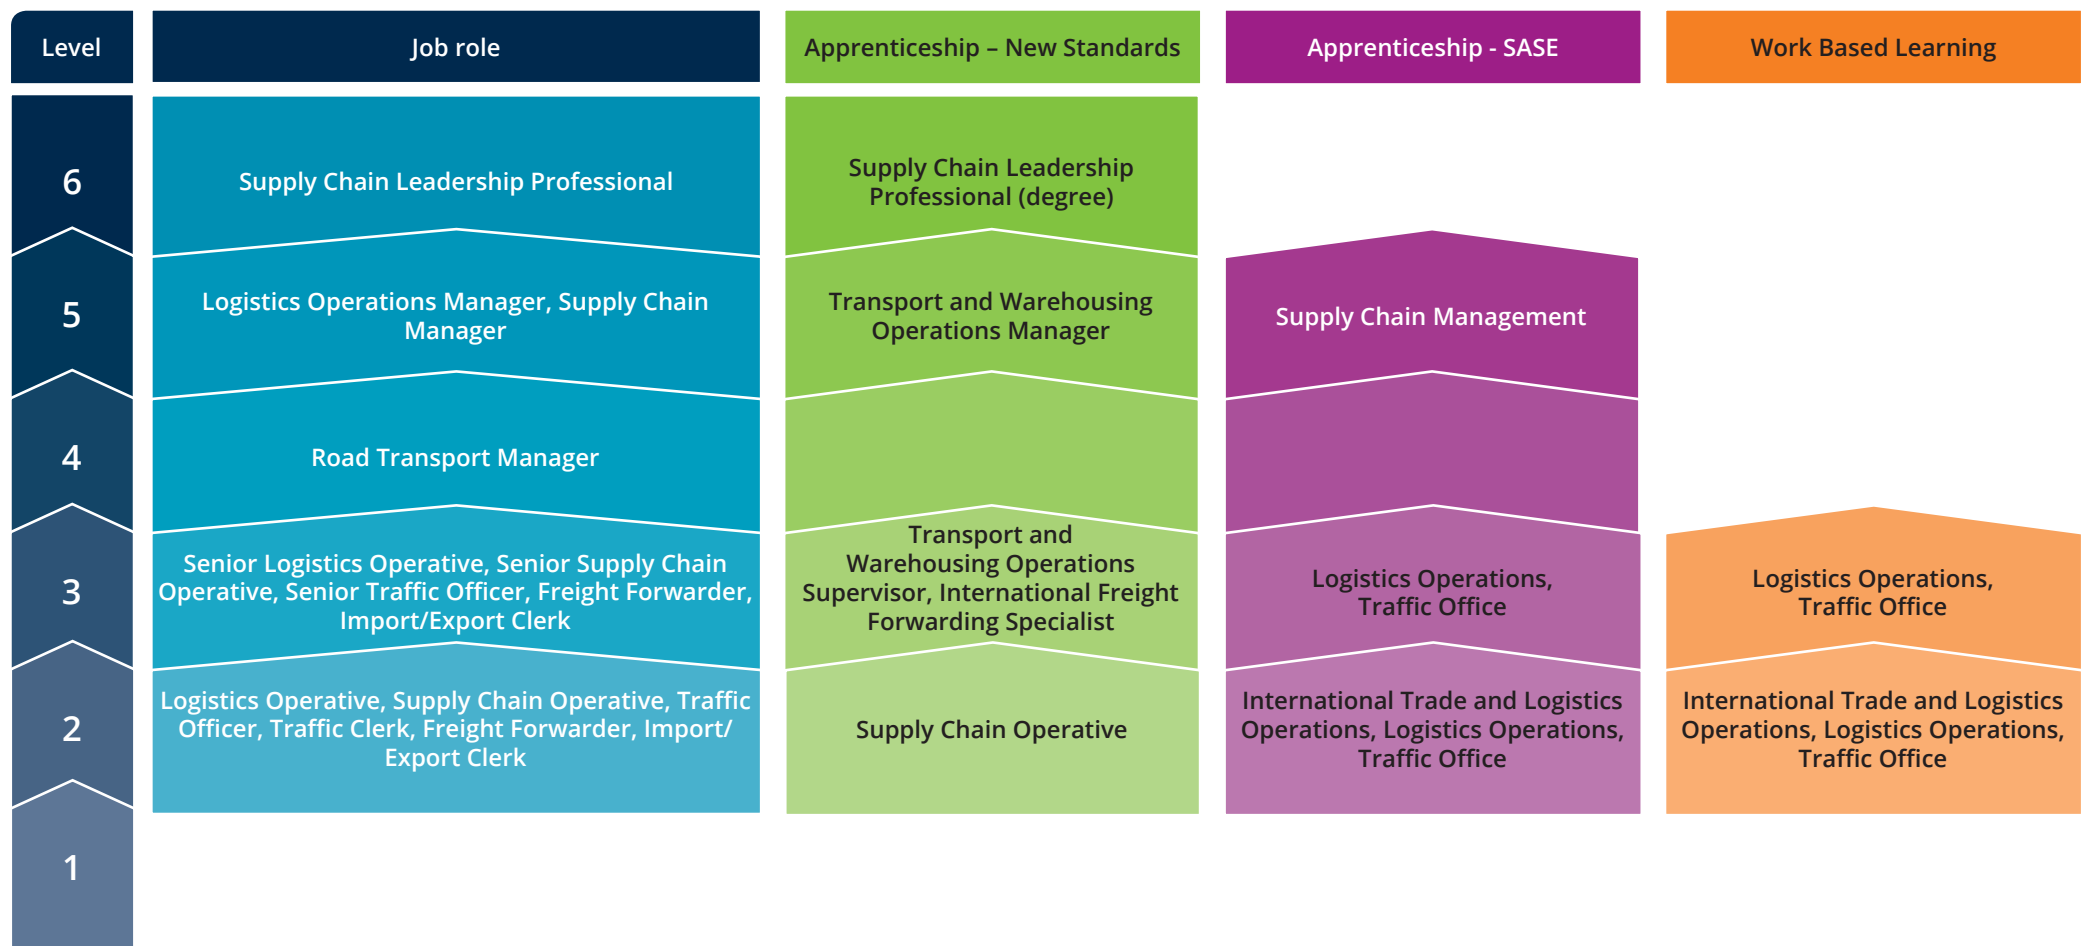 Level
Job role
Apprenticeship – New Standards
Apprenticeship - SASE
Work Based Learning
6
Supply Chain Leadership Professional
Supply Chain Leadership
Professional (degree)
5
Logistics Operations Manager, Supply Chain
Manager
Transport and Warehousing
Operations Manager
Supply Chain Management
4
Road Transport Manager
3
Senior Logistics Operative, Senior Supply Chain
Operative, Senior Traffic Officer, Freight Forwarder,
Import/Export Clerk
Transport and
Warehousing Operations
Supervisor, International Freight
Forwarding Specialist
Logistics Operations,
Traffic Office
Logistics Operations,
Traffic Office
2
Logistics Operative, Supply Chain Operative, Traffic
Officer, Traffic Clerk, Freight Forwarder, Import/
Export Clerk
Supply Chain Operative
International Trade and Logistics
Operations, Logistics Operations,
Traffic Office
International Trade and Logistics
Operations, Logistics Operations,
Traffic Office
1